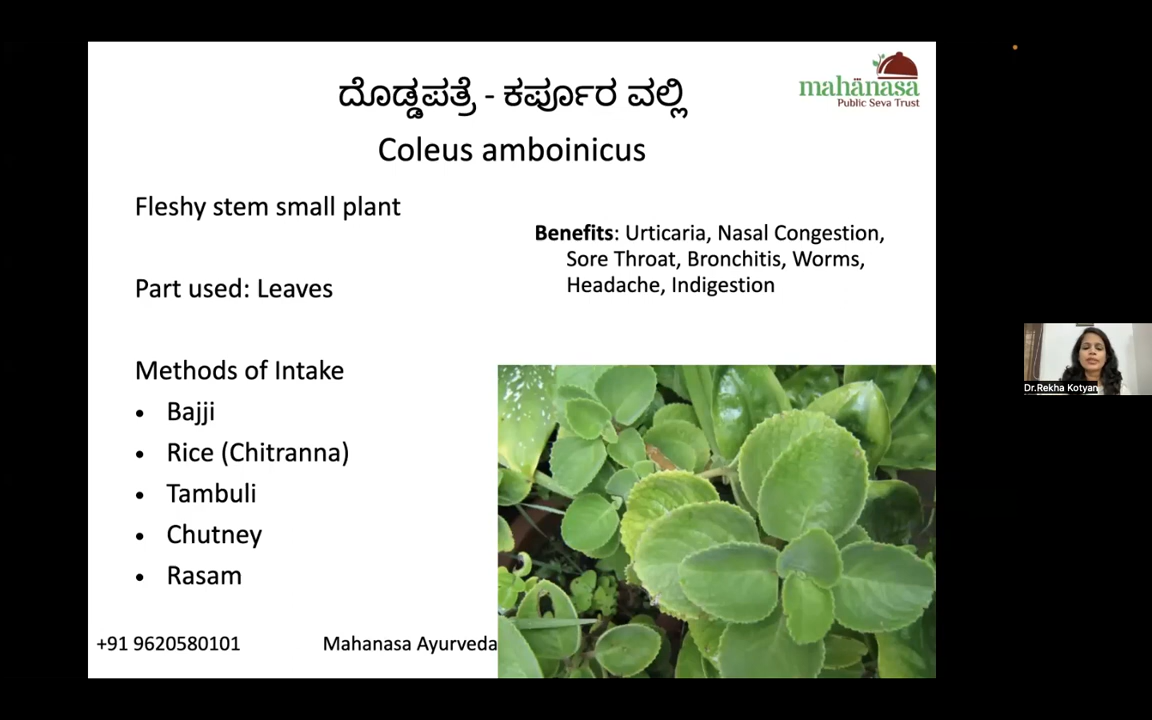 ದೊಡ್ಡಪತ್ರೆ - ಕರ್ಪೂರ ವಲ್ಲಿ
mahänasa
Public Seva Trust
Coleus amboinicus
Fleshy stem small plant
Part used: Leaves
Methods of Intake
• Bajji
• Rice (Chitranna)
• Tambuli
• Chutney
• Rasam
Benefits: Urticaria, Nasal Congestion,
Sore Throat, Bronchitis, Worms,
Headache, Indigestion
+91 9620580101
Mahanasa Ayurveda
Dr.Rekha Kotyan